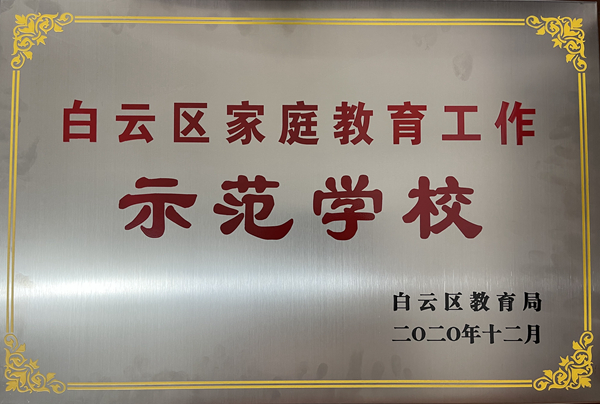 白云区家庭教育工作
示范学校
白云区教育局
二〇二〇年十二月